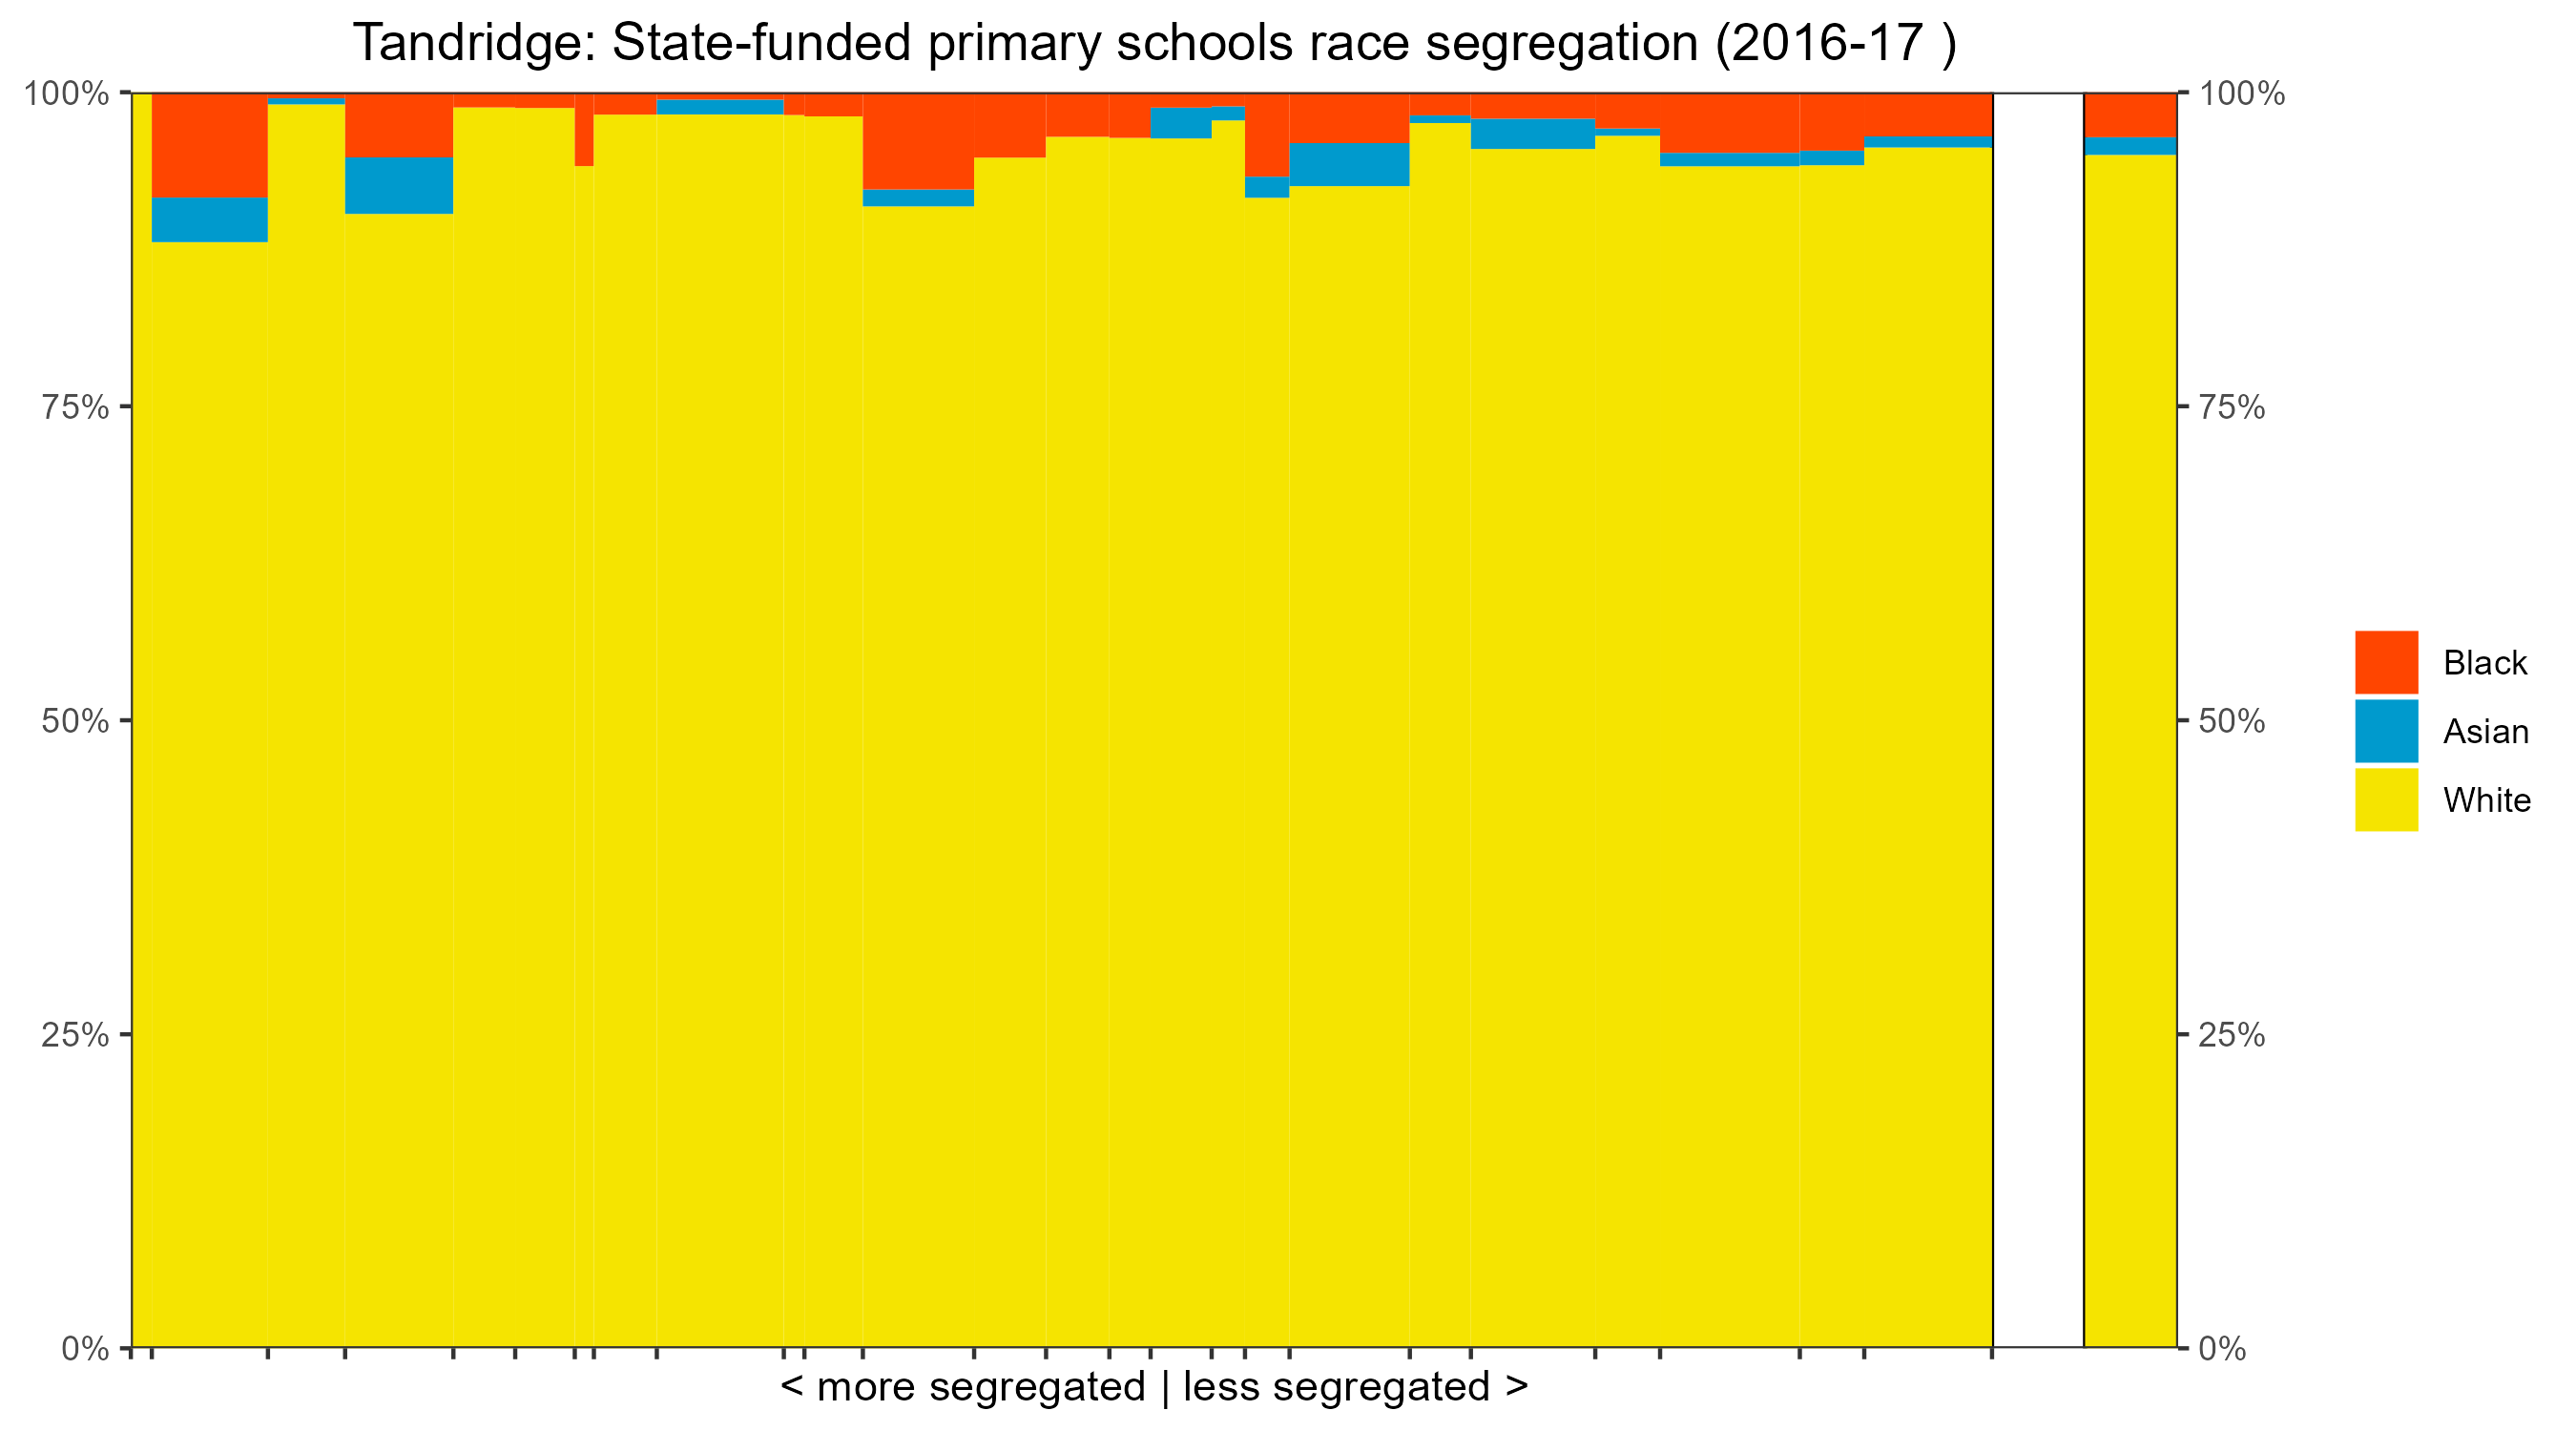 Tandridge: State-funded primary schools race segregation (2016-17 )
100%
75%
50%
25%
0%
100%
75%
50%
25%
0%
Black
Asian
White
< more segregated | less segregated >